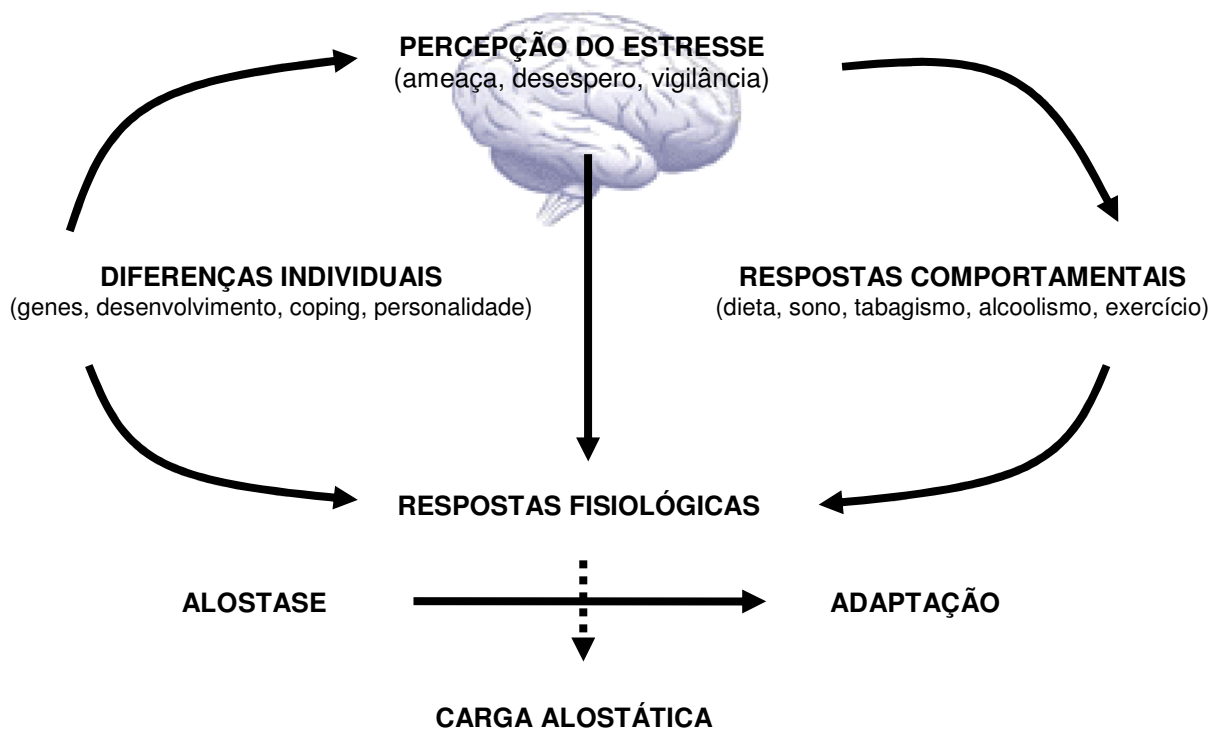 PERCEPÇÃO DO ESTRESSE
(ameaça, desespero, vigilância)
DIFERENÇAS INDIVIDUAIS
(genes, desenvolvimento, coping, personalidade)
RESPOSTAS COMPORTAMENTAIS
(dieta, sono, tabagismo, alcoolismo, exercício)
RESPOSTAS FISIOLÓGICAS
ALOSTASE
ADAPTAÇÃO
CARGA ALOSTÁTICA